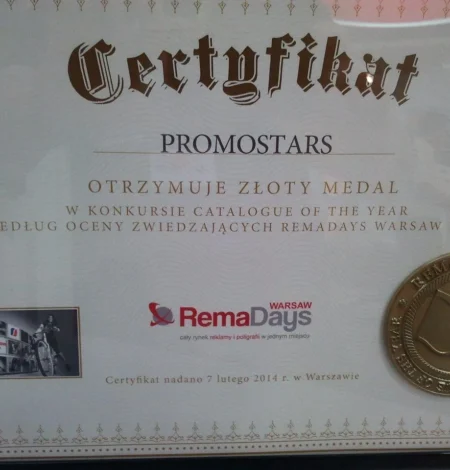 Certyfikat
PROMOSTARS
OTRZYMUJE ZŁOTY MEDAL
W KONKURSIE CATALOGUE OF THE YEAR
EDŁUG OCENY ZWIEDZAJĄCYCH REMADAYS WARSAW
WARSAW
RemaDays
cały rynek reklamy i poligrafii w jednym miejscu
Certyfikat nadano 7 lutego 2014 r. w Warszawie